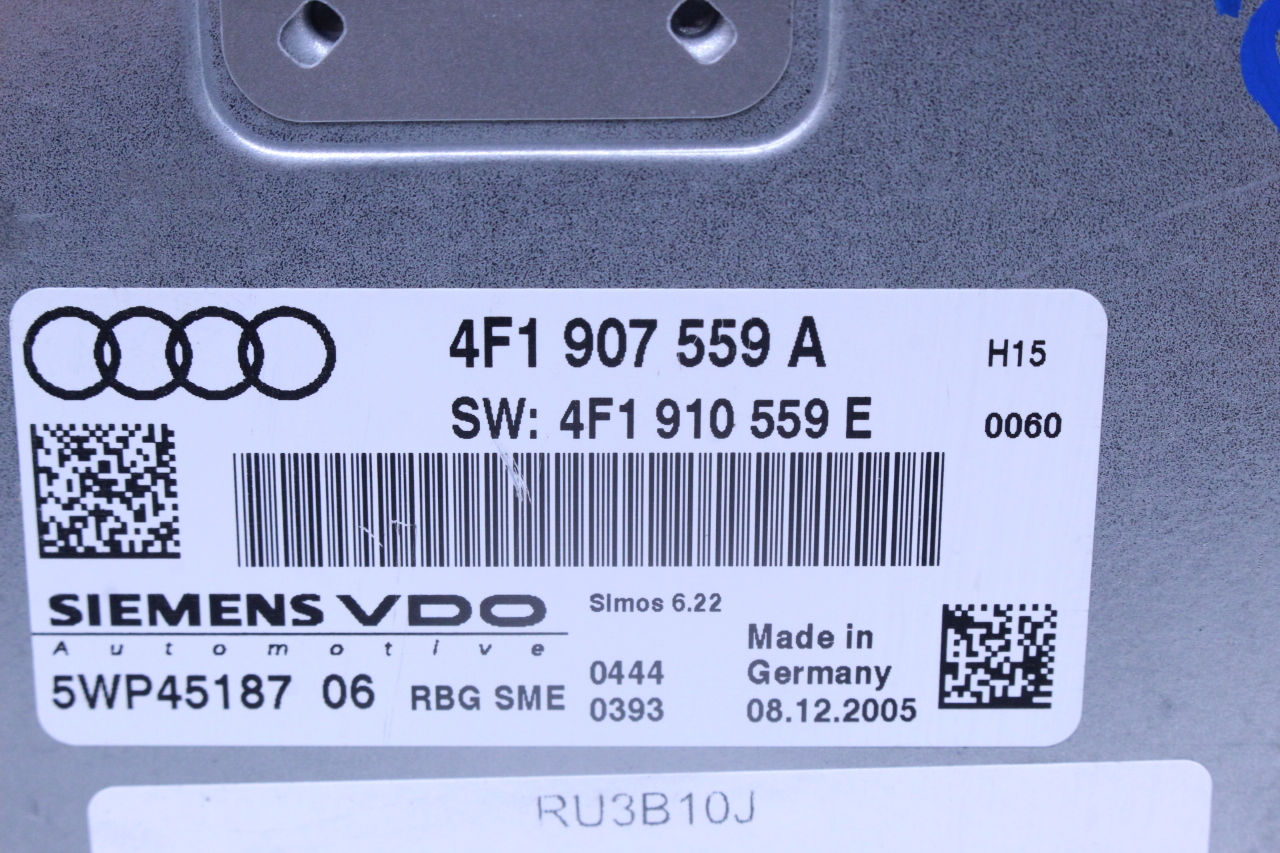 4F1 907 559 A
H15
SW: 4F1 910 559 E
0060
SIEMENS VDO
Automotive
Simos 6.22
5WP45187 06
RBG SME
0444
0393
Made in
Germany
08.12.2005
RU3B10J